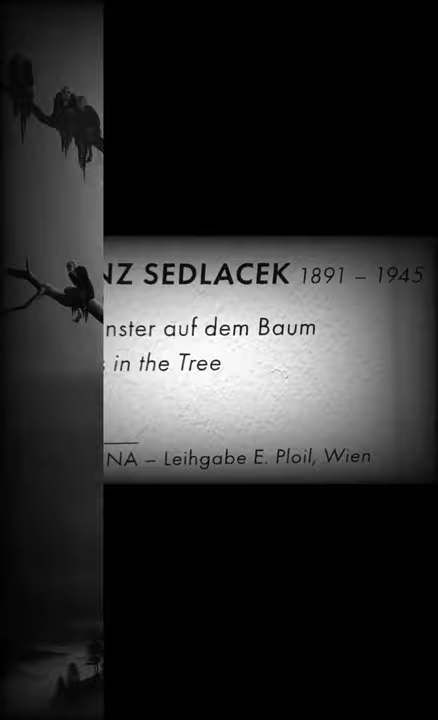 NZ SEDLACEK 1891 – 1945
nster auf dem Baum
in the Tree
NA – Leihgabe E. Ploil, Wien